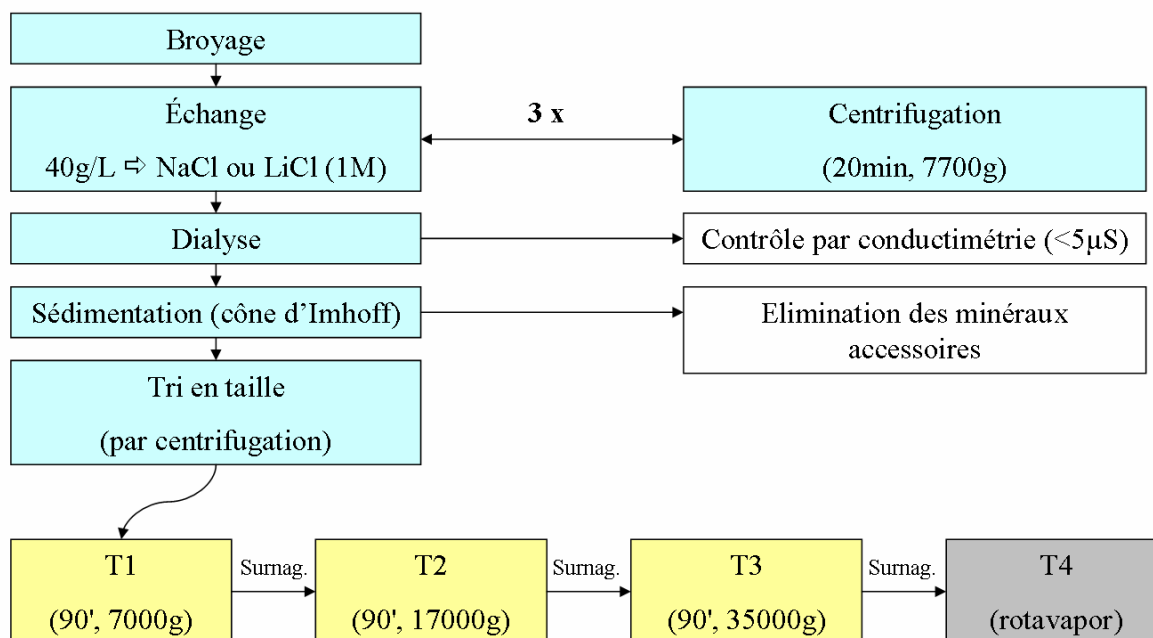 Broyage
Échange
3 x
Centrifugation
40g/L ⇨ NaCl ou LiCl (1M)
(20min, 7700g)
Dialyse
Contrôle par conductimétrie (<5µS)
Sédimentation (cône d’Imhoff)
Elimination des minéraux
accessoires
Tri en taille
(par centrifugation)
T1
(90', 7000g)
Surnag.
T2
(90', 17000g)
Surnag.
T3
(90', 35000g)
Surnag.
T4
(rotavapor)